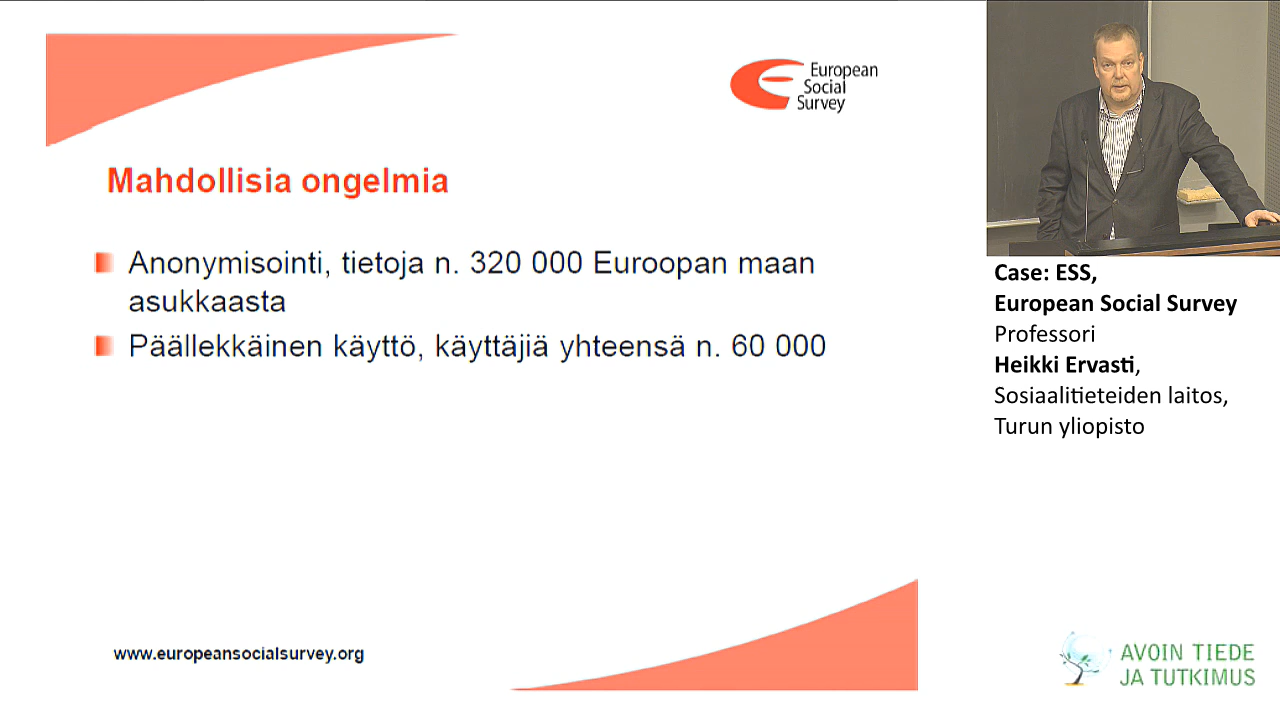 European
Social
Survey
Mahdollisia ongelmia
Anonymisointi, tietoja n. 320 000 Euroopan maan
asukkaasta
Päällekkäinen käyttö, käyttäjiä yhteensä n. 60 000
www.europeansocialsurvey.org
Case: ESS,
European Social Survey
Professori
Heikki Ervasti,
Sosiaalitieteiden laitos,
Turun yliopisto
AVOIN TIEDE
JA TUTKIMUS